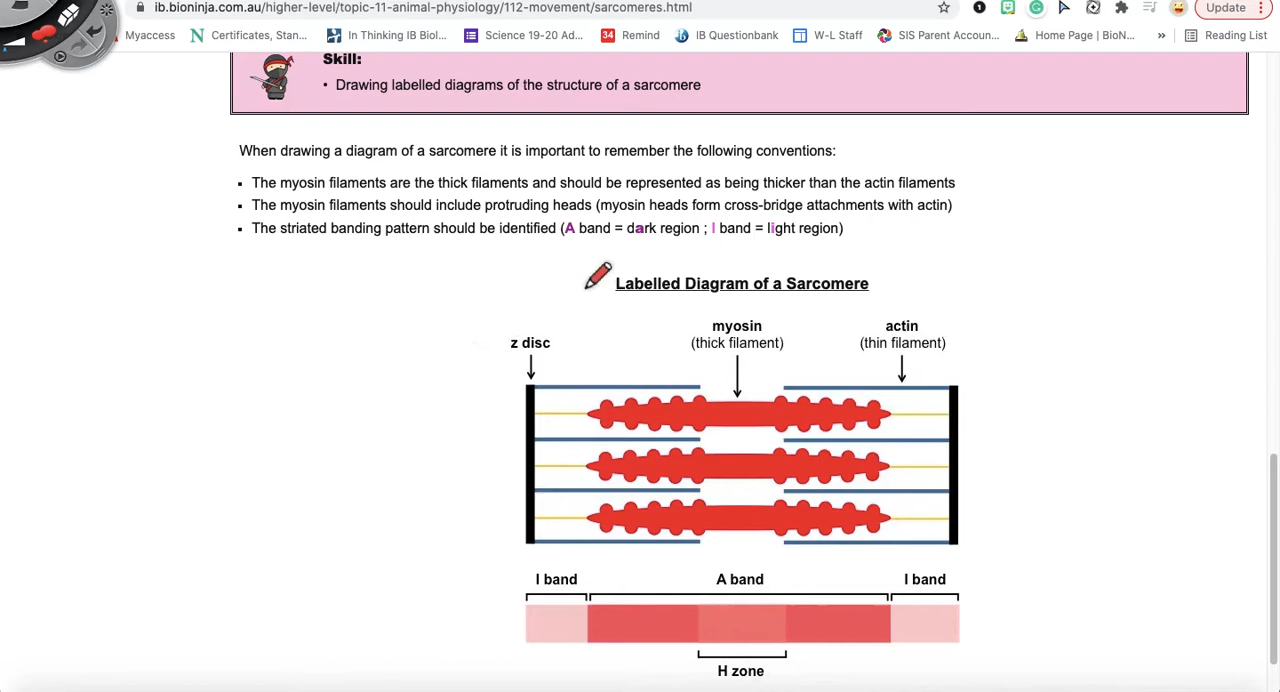 ib.bioninja.com.au/higher-level/topic-11-animal-physiology/112-movement/sarcomeres.html
Update
Myaccess Certificates, Stan... In Thinking IB Biol... Science 19-20 Ad... 34 Remind IB Questionbank W-L Staff SIS Parent Accoun... Home Page | BioN... » Reading List
Skill:
• Drawing labelled diagrams of the structure of a sarcomere
When drawing a diagram of a sarcomere it is important to remember the following conventions:
▪ The myosin filaments are the thick filaments and should be represented as being thicker than the actin filaments
▪ The myosin filaments should include protruding heads (myosin heads form cross-bridge attachments with actin)
▪ The striated banding pattern should be identified (A band = dark region ; I band = light region)
Labelled Diagram of a Sarcomere
z disc
myosin
(thick filament)
actin
(thin filament)
I band A band I band
H zone